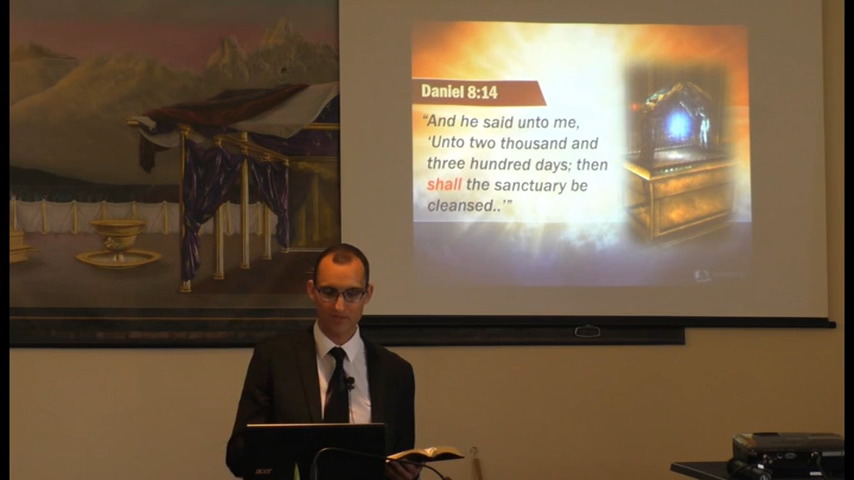 Daniel 8:14
“And he said unto me,
‘Unto two thousand and
three hundred days; then
shall the sanctuary be
cleansed..’”
acer